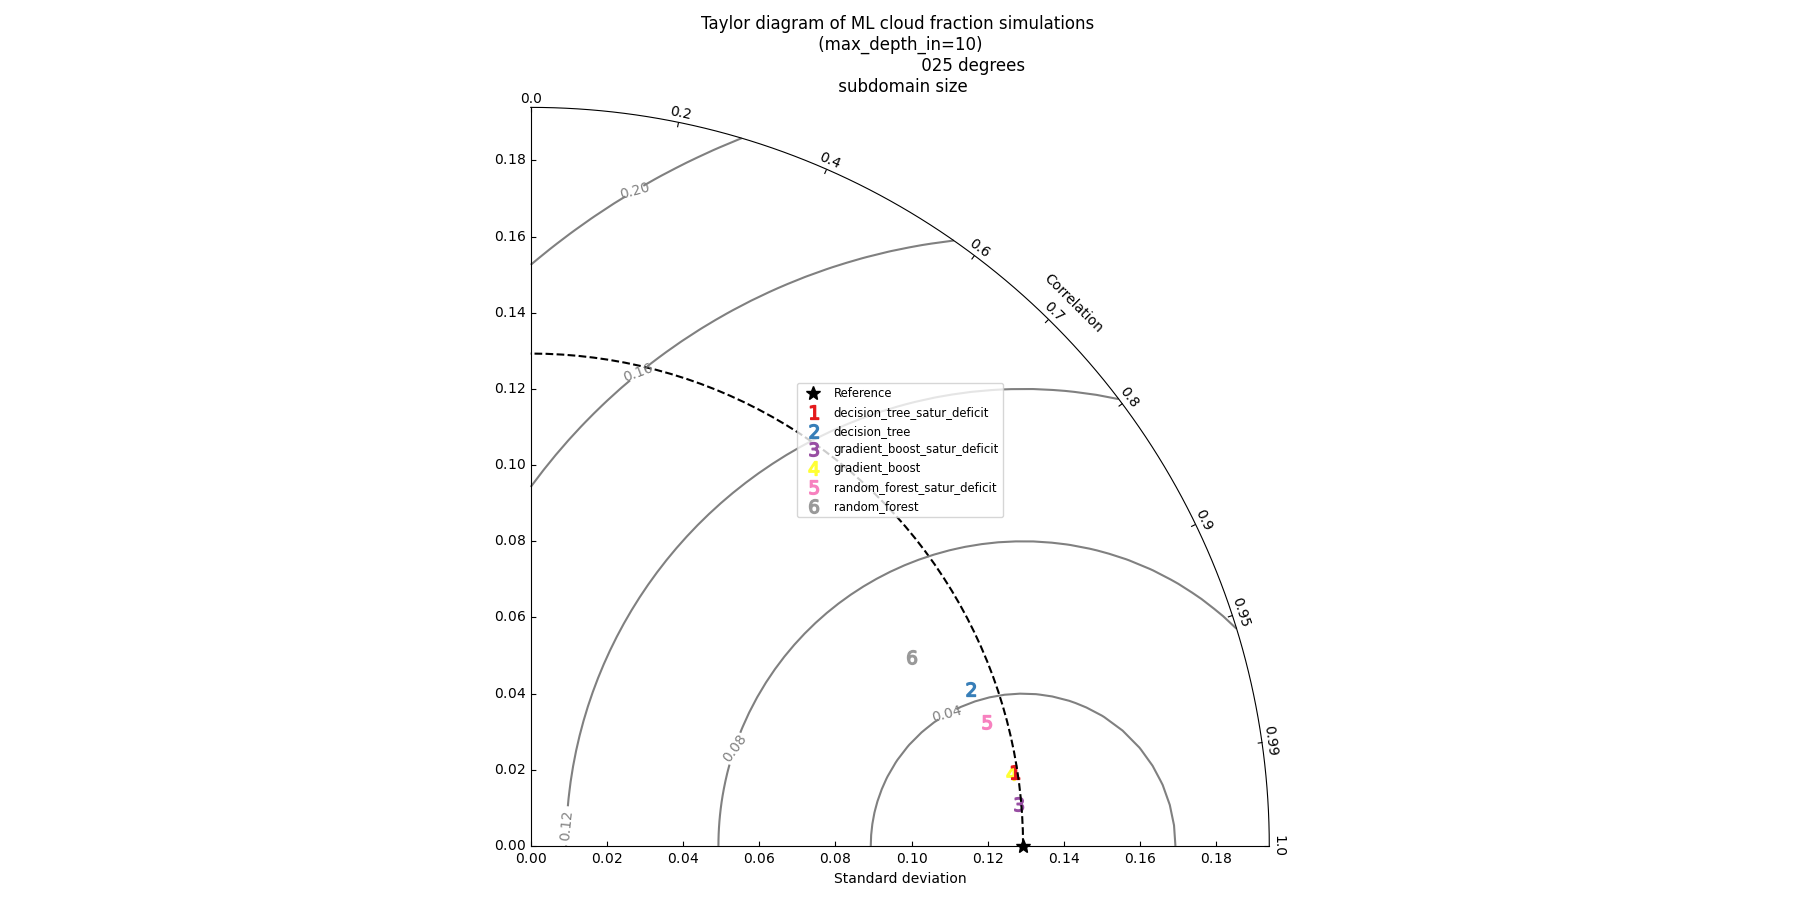 Taylor diagram of ML cloud fraction simulations
(max_depth_in=10)
025 degrees
subdomain size
0.0
0.2
0.4
0.6
0.7
0.8
0.9
0.95
0.99
1.0
Correlation
0.18
0.16
0.14
0.12
0.10
0.08
0.06
0.04
0.02
0.00
0.20
0.16
0.12
0.08
0.04
Reference
1 decision_tree_satur_deficit
2 decision_tree
3 gradient_boost_satur_deficit
4 gradient_boost
5 random_forest_satur_deficit
6 random_forest
6
2
5
4
1
3
0.00 0.02 0.04 0.06 0.08 0.10 0.12 0.14 0.16 0.18
Standard deviation